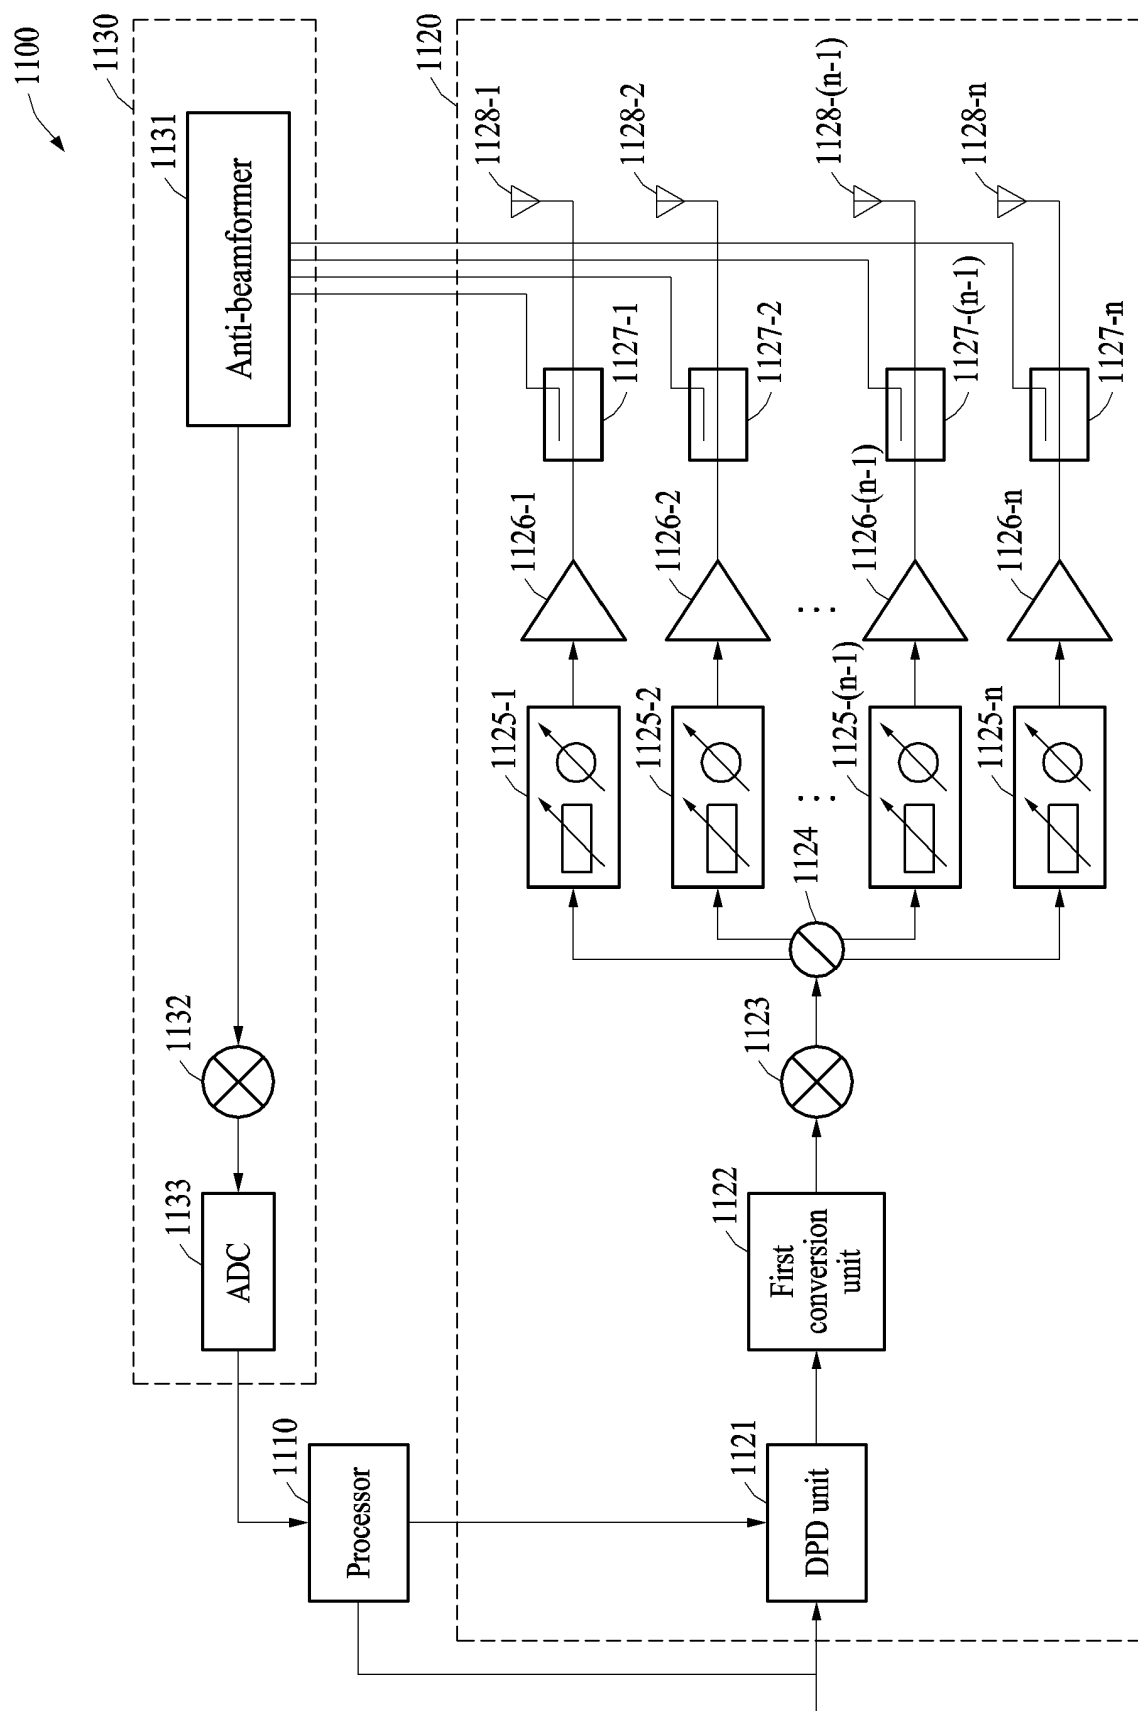 1100
1130
1131
Anti-beamformer
1132
1133
ADC
1110
Processor
1120
1121
DPD unit
1122
First
conversion
unit
1123
1124
1125-1
1126-1
1127-1
1128-1
1125-2
1126-2
1127-2
1128-2
...
...
1125-(n-1)
1126-(n-1)
1127-(n-1)
1128-(n-1)
1125-n
1126-n
1127-n
1128-n